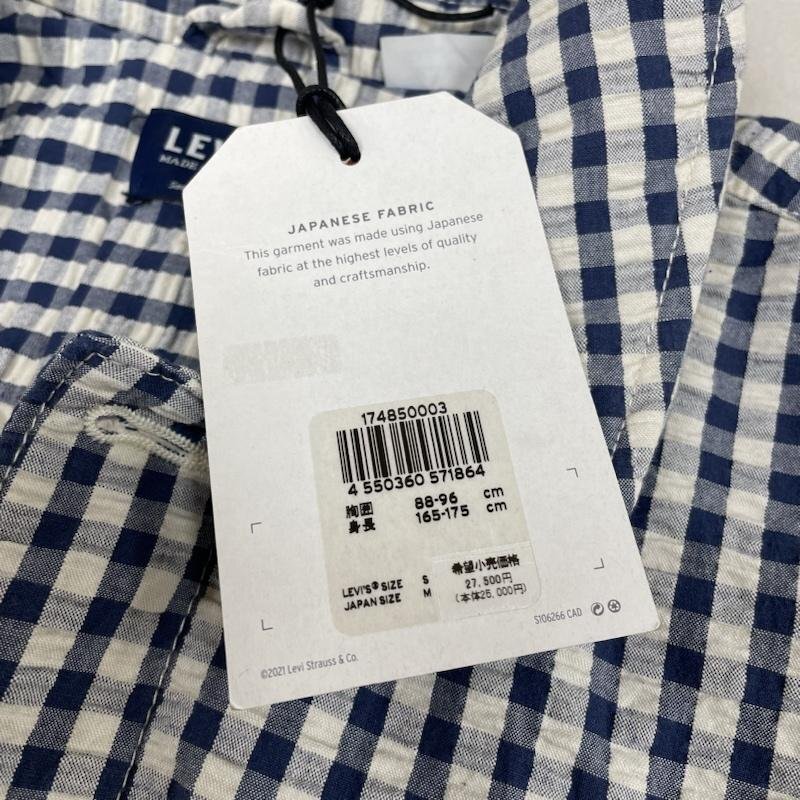 LEV
MADE
JAPANESE FABRIC
This garment was made using Japanese
fabric at the highest levels of quality
and craftsmanship.
174850003
4 550360 571864
胸囲 88-96 cm
身長 165-175 cm
LEVI'S® SIZE S
JAPAN SIZE M
希望小売価格
27,500円
(本体25,000円)
S106266 CAD
©2021 Levi Strauss & Co.